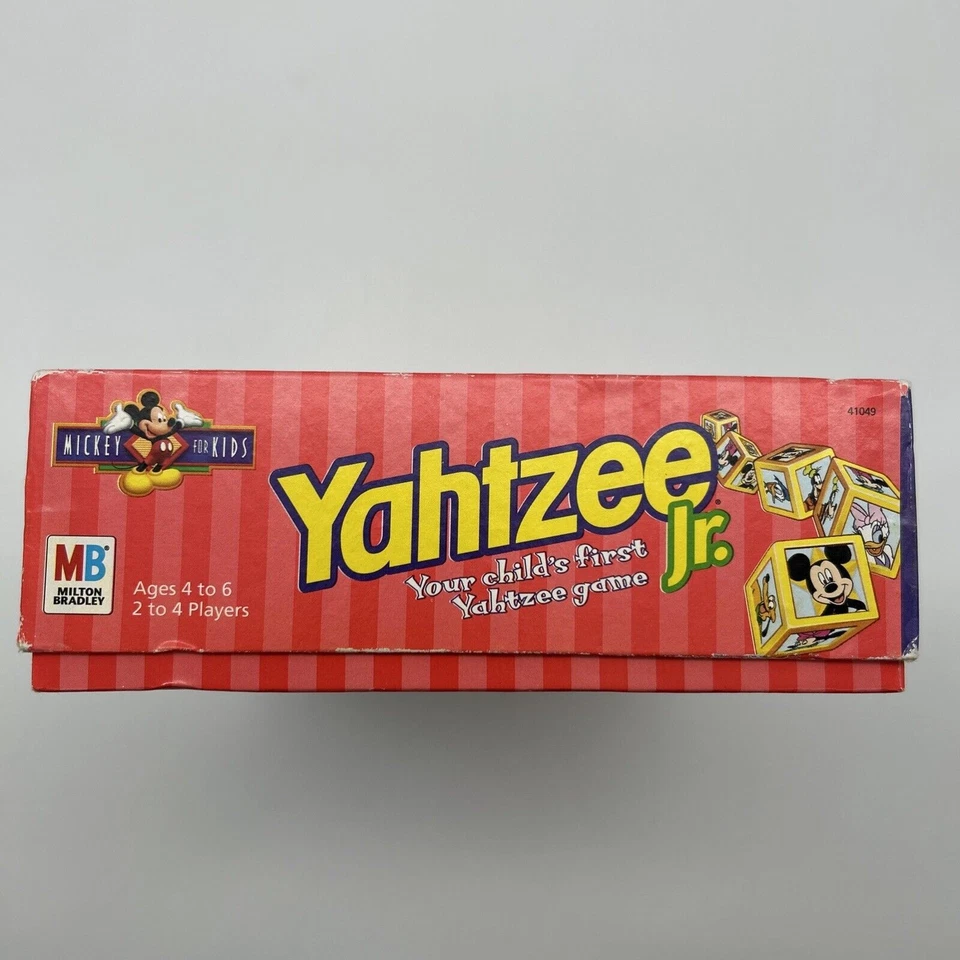 MICKEY FOR KIDS
41049
Yahtzee Jr.
Your child's first
Yahtzee game
MB
MILTON
BRADLEY
Ages 4 to 6
2 to 4 Players